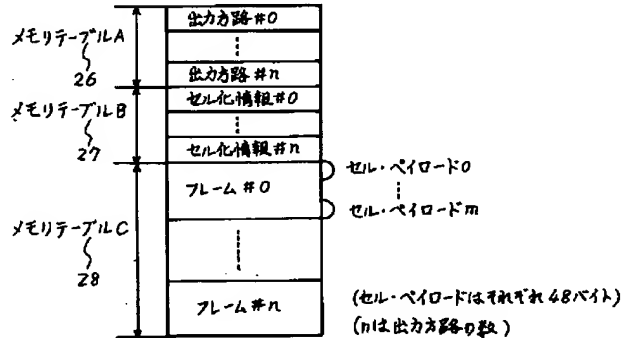 メモリテーブルA
26
メモリテーブルB
27
メモリテーブルC
28
出力方路#0
出力方路#n
セル化情報#0
セル化情報#n
フレーム#0
フレーム#n
セル・ペイロード0
セル・ペイロードm
(セル・ペイロードはそれぞれ48バイト)
(nは出力方路の数)